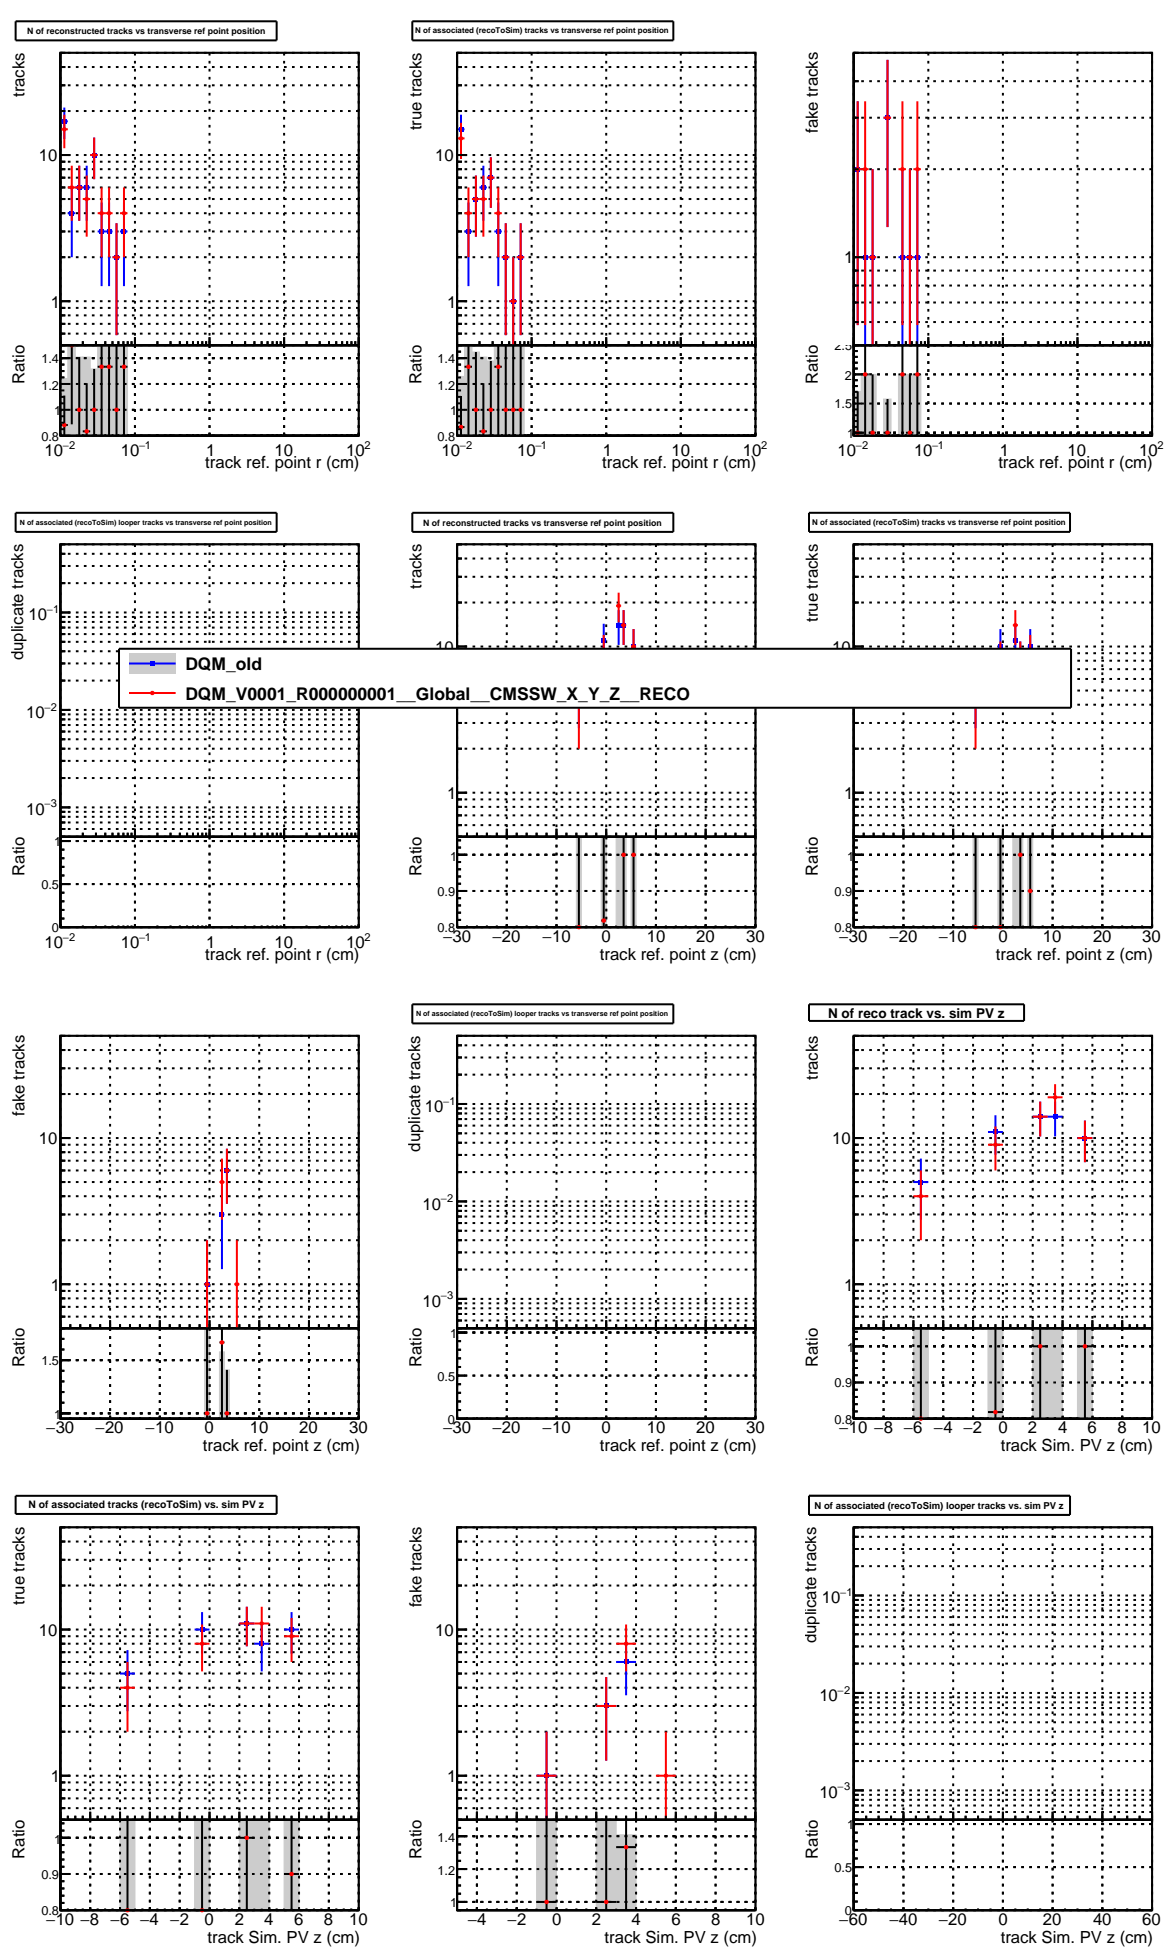 N of reconstructed tracks vs transverse ref point position
N of associated (recoToSim) tracks vs transverse ref point position
tracks
10
1
Ratio
1.4
1.2
1
0.8
10−2 10−1 1 10 102
track ref. point r (cm)
true tracks
10
1
Ratio
1.4
1.2
1
0.8
10−2 10−1 1 10 102
track ref. point r (cm)
fake tracks
1
Ratio
2.5
2
1.5
1
10−2 10−1 1 10 102
track ref. point r (cm)
N of associated (recoToSim) looper tracks vs transverse ref point position
N of reconstructed tracks vs transverse ref point position
N of associated (recoToSim) tracks vs transverse ref point position
duplicate tracks
10−1
10−2
10−3
Ratio
1
0.5
0
10−2 10−1 1 10 102
track ref. point r (cm)
tracks
10
1
Ratio
1
0.9
0.8
−30 −20 −10 0 10 20 30
track ref. point z (cm)
true tracks
10
1
Ratio
1
0.9
0.8
−30 −20 −10 0 10 20 30
track ref. point z (cm)
DQM_old
DQM_V0001_R000000001__Global__CMSSW_X_Y_Z__RECO
N of associated (recoToSim) looper tracks vs transverse ref point position
N of reco track vs. sim PV z
fake tracks
10
1
Ratio
1.5
1
−30 −20 −10 0 10 20 30
track ref. point z (cm)
duplicate tracks
10−1
10−2
10−3
Ratio
1
0.5
0
−30 −20 −10 0 10 20 30
track ref. point z (cm)
tracks
10
1
Ratio
1
0.9
0.8
−10 −8 −6 −4 −2 0 2 4 6 8 10
track Sim. PV z (cm)
N of associated tracks (recoToSim) vs. sim PV z
N of associated (recoToSim) looper tracks vs. sim PV z
true tracks
10
1
Ratio
1
0.9
0.8
−10 −8 −6 −4 −2 0 2 4 6 8 10
track Sim. PV z (cm)
fake tracks
10
1
Ratio
1.4
1.2
1
−4 −2 0 2 4 6 8 10
track Sim. PV z (cm)
duplicate tracks
10−1
10−2
10−3
Ratio
1
0.5
0
−60 −40 −20 0 20 40 60
track Sim. PV z (cm)